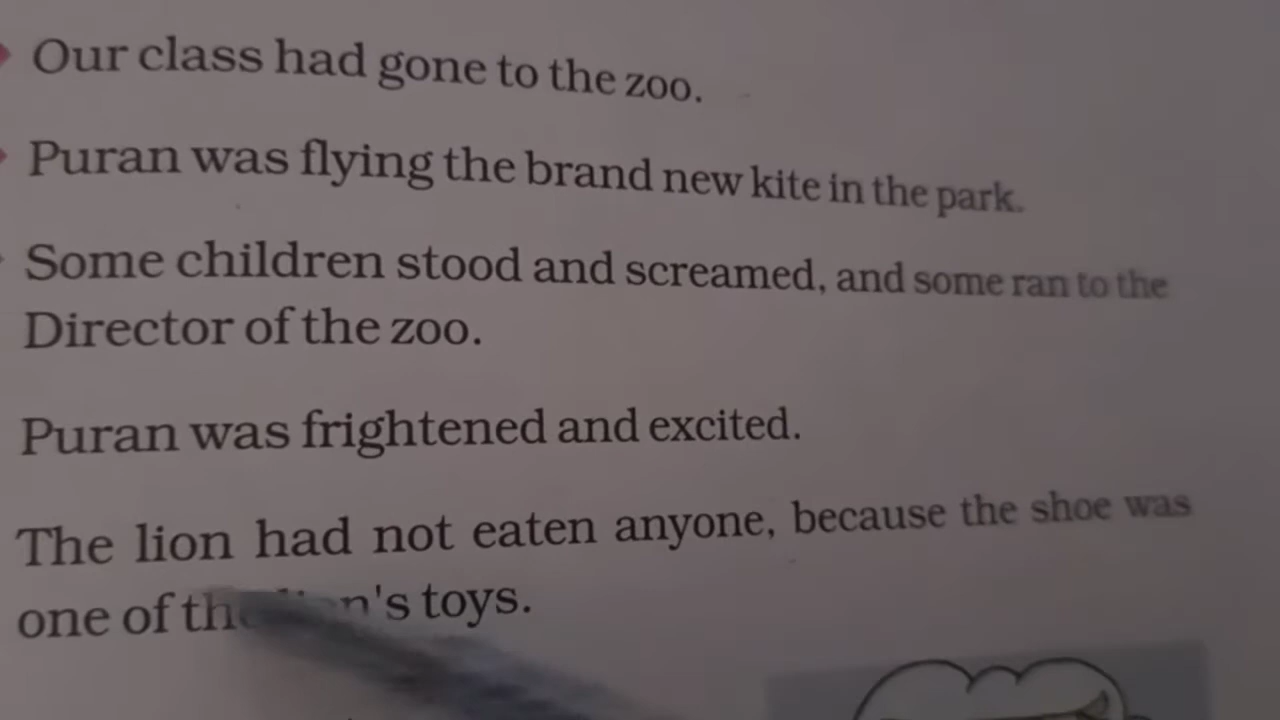 Our class had gone to the zoo.
Puran was flying the brand new kite in the park.
Some children stood and screamed, and some ran to the
Director of the zoo.
Puran was frightened and excited.
The lion had not eaten anyone, because the shoe was
one of the toys.